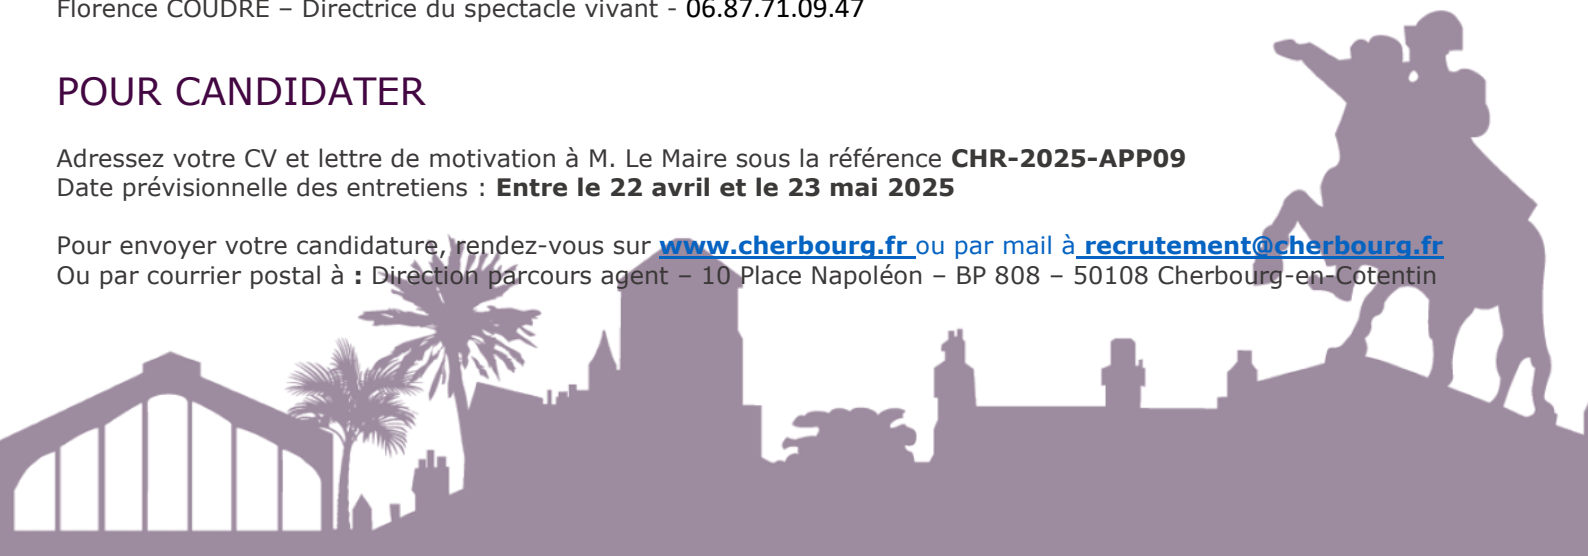 Florence COUDRE – Directrice du spectacle vivant - 06.87.71.09.47
POUR CANDIDATER
Adressez votre CV et lettre de motivation à M. Le Maire sous la référence CHR-2025-APP09
Date prévisionnelle des entretiens : Entre le 22 avril et le 23 mai 2025
Pour envoyer votre candidature, rendez-vous sur www.cherbourg.fr ou par mail à recrutement@cherbourg.fr
Ou par courrier postal à : Direction parcours agent – 10 Place Napoléon – BP 808 – 50108 Cherbourg-en-Cotentin